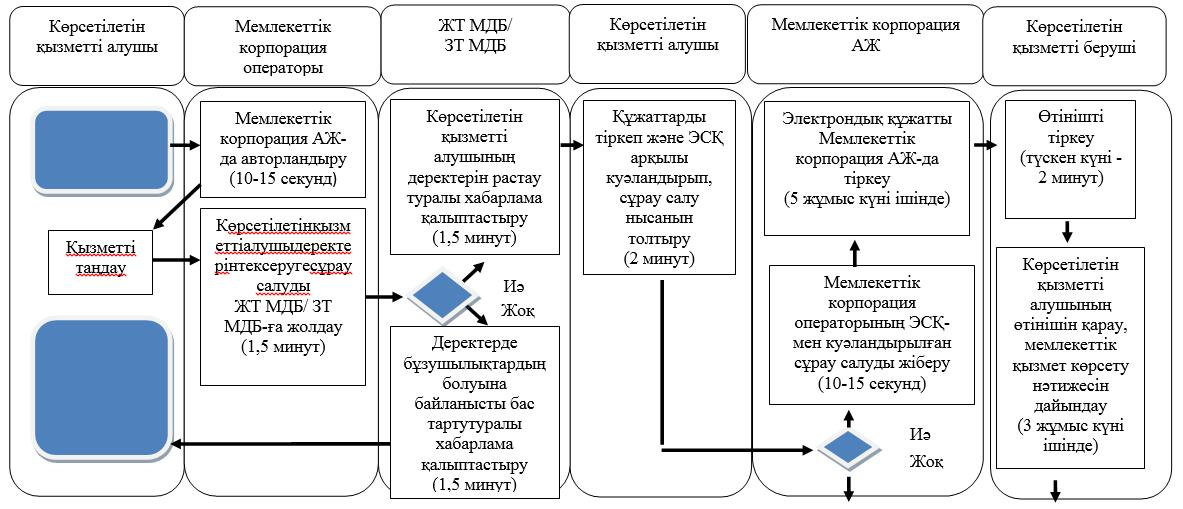 Көрсетілетін
қызметті алушы
Мемлекеттік
корпорация
операторы
ЖТ МДБ/
ЗТ МДБ
Көрсетілетін
қызметті алушы
Мемлекеттік корпорация
АЖ
Көрсетілетін
қызметті беруші
Мемлекеттік
корпорация АЖ-
да авторландыру
(10-15 секунд)
Қызметті
таңдау
Көрсетілетінқызм
еттіалушыдеректе
рінтексеругесұрау
салуды
ЖТ МДБ/ ЗТ
МДБ-ға жолдау
(1,5 минут)
Көрсетілетін
қызметті
алушының
деректерін растау
туралы хабарлама
қалыптастыру
(1,5 минут)
Иә
Жоқ
Деректерде
бұзушылықтардың
болуына
байланысты бас
тартутуралы
хабарлама
қалыптастыру
(1,5 минут)
Құжаттарды
тіркеп және ЭСҚ
арқылы
куәландырып,
сұрау салу
нысанын
толтыру
(2 минут)
Электрондық құжатты
Мемлекеттік
корпорация АЖ-да
тіркеу
(5 жұмыс күні ішінде)
Мемлекеттік
корпорация
операторының ЭСҚ-
мен куәландырылған
сұрау салуды жіберу
(10-15 секунд)
Иә
Жоқ
Өтінішті
тіркеу
(түскен күні -
2 минут)
Көрсетілетін
қызметті
алушының
өтінішін қарау,
мемлекеттік
қызмет көрсету
нәтижесін
дайындау
(3 жұмыс күні
ішінде)